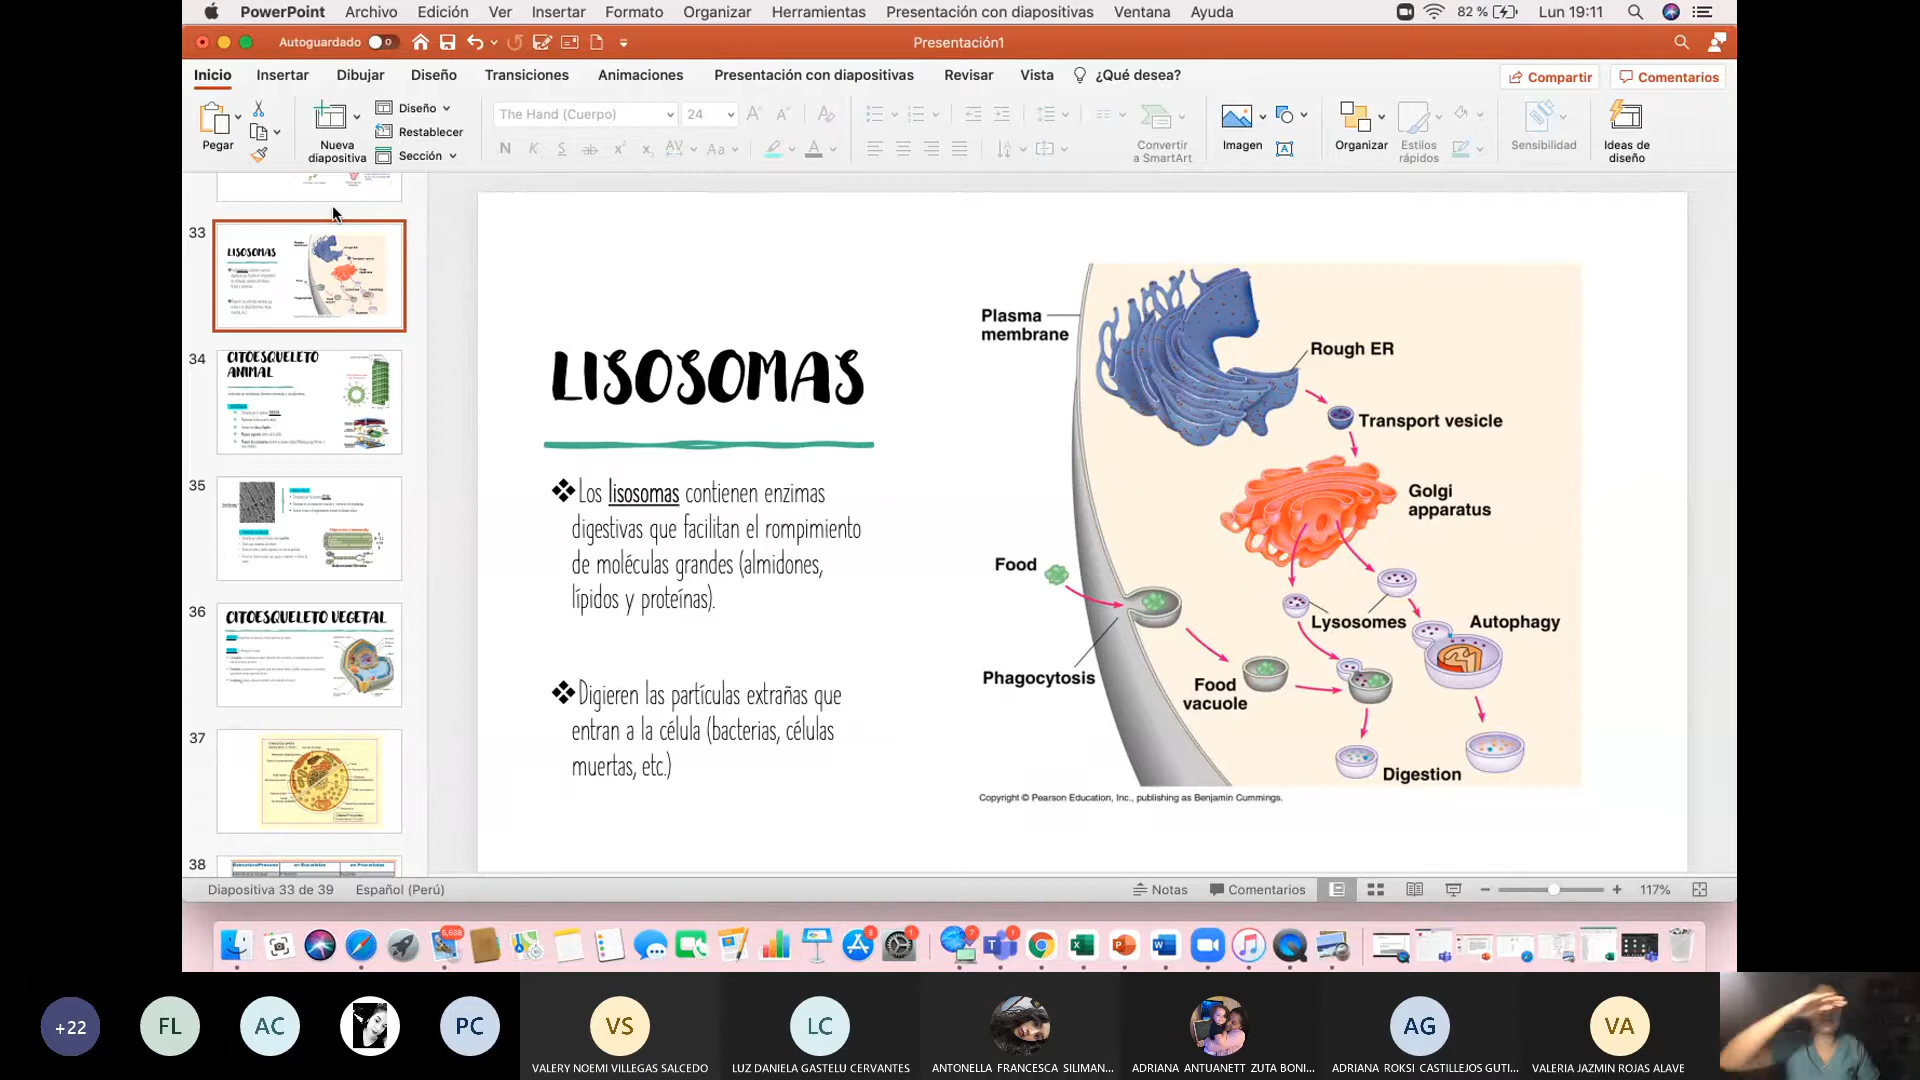 PowerPoint Archivo Edición Ver Insertar Formato Organizar Herramientas Presentación con diapositivas Ventana Ayuda 82 % Lun 19:11
Autoguardado Presentación1
Inicio Insertar Dibujar Diseño Transiciones Animaciones Presentación con diapositivas Revisar Vista ¿Qué desea? Compartir Comentarios
Pegar
Nueva diapositiva
Diseño
Restablecer
Sección
The Hand (Cuerpo) 24
Convertir a SmartArt
Imagen
Organizar
Estilos rápidos
Sensibilidad
Ideas de diseño
33
LISOSOMAS
34
CITOESQUELETO
ANIMAL
35
36
CITOESQUELETO VEGETAL
37
38
LISOSOMAS
❖Los lisosomas contienen enzimas
digestivas que facilitan el rompimiento
de moléculas grandes (almidones,
lípidos y proteínas).
❖Digieren las partículas extrañas que
entran a la célula (bacterias, células
muertas, etc.)
Plasma
membrane
Rough ER
Transport vesicle
Golgi
apparatus
Food
Lysosomes
Autophagy
Phagocytosis
Food
vacuole
Digestion
Copyright © Pearson Education, Inc., publishing as Benjamin Cummings.
Diapositiva 33 de 39 Español (Perú) Notas Comentarios 117%
5,638
3
1
7
1
+22
FL
AC
PC
VS
LC
AG
VA
VALERY NOEMI VILLEGAS SALCEDO
LUZ DANIELA GASTELU CERVANTES
ANTONELLA FRANCESCA SILIMAN...
ADRIANA ANTUANETT ZUTA BONI...
ADRIANA ROKSI CASTILLEJOS GUTI...
VALERIA JAZMIN ROJAS ALAVE